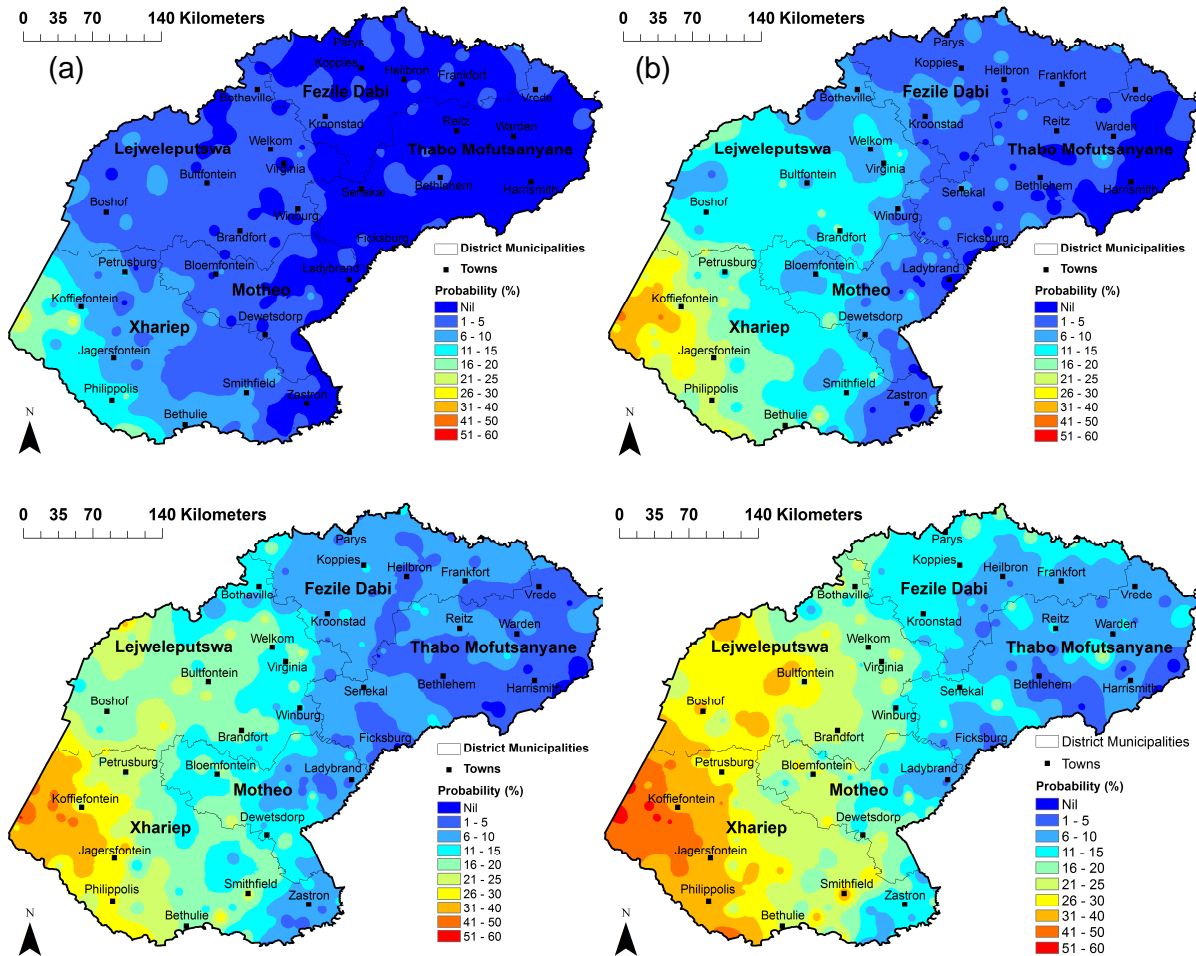 0 35 70 140 Kilometers
(a)
Parys
Koppies
Heilbron
Frankfort
Bothaville
Fezile Dabi
Vrede
Kroonstad
Reitz
Warden
Lejweleputswa
Welkom
Thabo Mofutsanyane
Virginia
Bultfontein
Senekal
Bethlehem
Harrismith
Boshof
Winburg
Brandfort
Ficksburg
Petrusburg
Bloemfontein
Ladybrand
Motheo
Koffiefontein
Xhariep
Dewetsdorp
Jagersfontein
Philippolis
Smithfield
Zastron
Bethulie
N
District Municipalities
Towns
Probability (%)
Nil
1 - 5
6 - 10
11 - 15
16 - 20
21 - 25
26 - 30
31 - 40
41 - 50
51 - 60
0 35 70 140 Kilometers
(b)
Parys
Koppies
Heilbron
Frankfort
Bothaville
Fezile Dabi
Vrede
Kroonstad
Reitz
Warden
Lejweleputswa
Welkom
Thabo Mofutsanyane
Virginia
Bultfontein
Senekal
Bethlehem
Harrismith
Boshof
Winburg
Brandfort
Ficksburg
Petrusburg
Bloemfontein
Ladybrand
Motheo
Koffiefontein
Xhariep
Dewetsdorp
Jagersfontein
Philippolis
Smithfield
Zastron
Bethulie
N
District Municipalities
Towns
Probability (%)
Nil
1 - 5
6 - 10
11 - 15
16 - 20
21 - 25
26 - 30
31 - 40
41 - 50
51 - 60
0 35 70 140 Kilometers
Parys
Koppies
Heilbron
Frankfort
Bothaville
Fezile Dabi
Vrede
Kroonstad
Reitz
Warden
Lejweleputswa
Welkom
Thabo Mofutsanyane
Virginia
Bultfontein
Senekal
Bethlehem
Harrismith
Boshof
Winburg
Brandfort
Ficksburg
Petrusburg
Bloemfontein
Ladybrand
Motheo
Koffiefontein
Xhariep
Dewetsdorp
Jagersfontein
Philippolis
Smithfield
Zastron
Bethulie
N
District Municipalities
Towns
Probability (%)
Nil
1 - 5
6 - 10
11 - 15
16 - 20
21 - 25
26 - 30
31 - 40
41 - 50
51 - 60
0 35 70 140 Kilometers
Parys
Koppies
Heilbron
Frankfort
Bothaville
Fezile Dabi
Vrede
Kroonstad
Reitz
Warden
Lejweleputswa
Welkom
Thabo Mofutsanyane
Virginia
Bultfontein
Senekal
Bethlehem
Harrismith
Boshof
Winburg
Brandfort
Ficksburg
Petrusburg
Bloemfontein
Ladybrand
Motheo
Koffiefontein
Xhariep
Dewetsdorp
Jagersfontein
Philippolis
Smithfield
Zastron
Bethulie
N
District Municipalities
Towns
Probability (%)
Nil
1 - 5
6 - 10
11 - 15
16 - 20
21 - 25
26 - 30
31 - 40
41 - 50
51 - 60